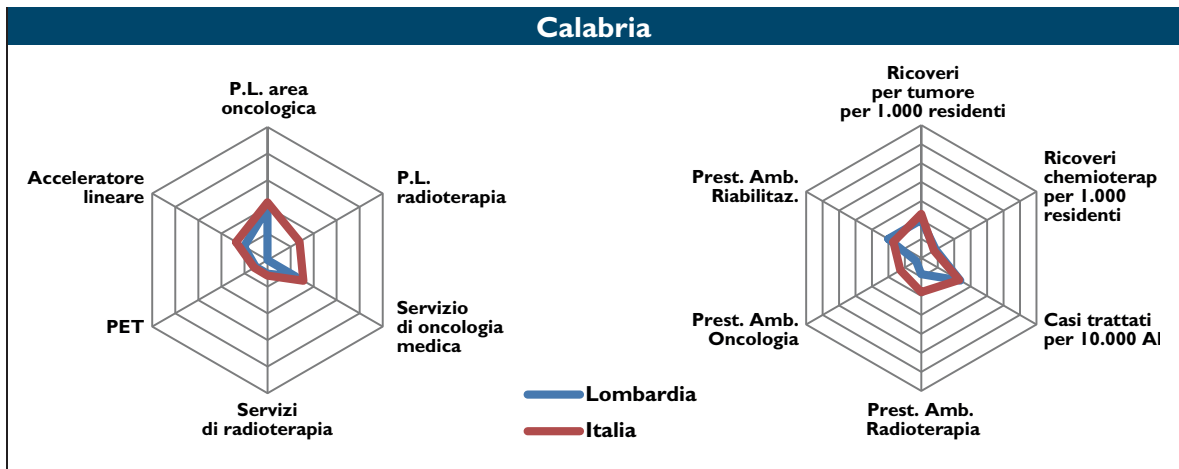 Calabria
P.L. area
oncologica
Acceleratore
lineare
P.L.
radioterapia
PET
Servizio
di oncologia
medica
Servizi
di radioterapia
Ricoveri
per tumore
per 1.000 residenti
Prest. Amb.
Riabilitaz.
Ricoveri
chemioterap
per 1.000
residenti
Prest. Amb.
Oncologia
Casi trattati
per 10.000 Al
Prest. Amb.
Radioterapia
Lombardia
Italia